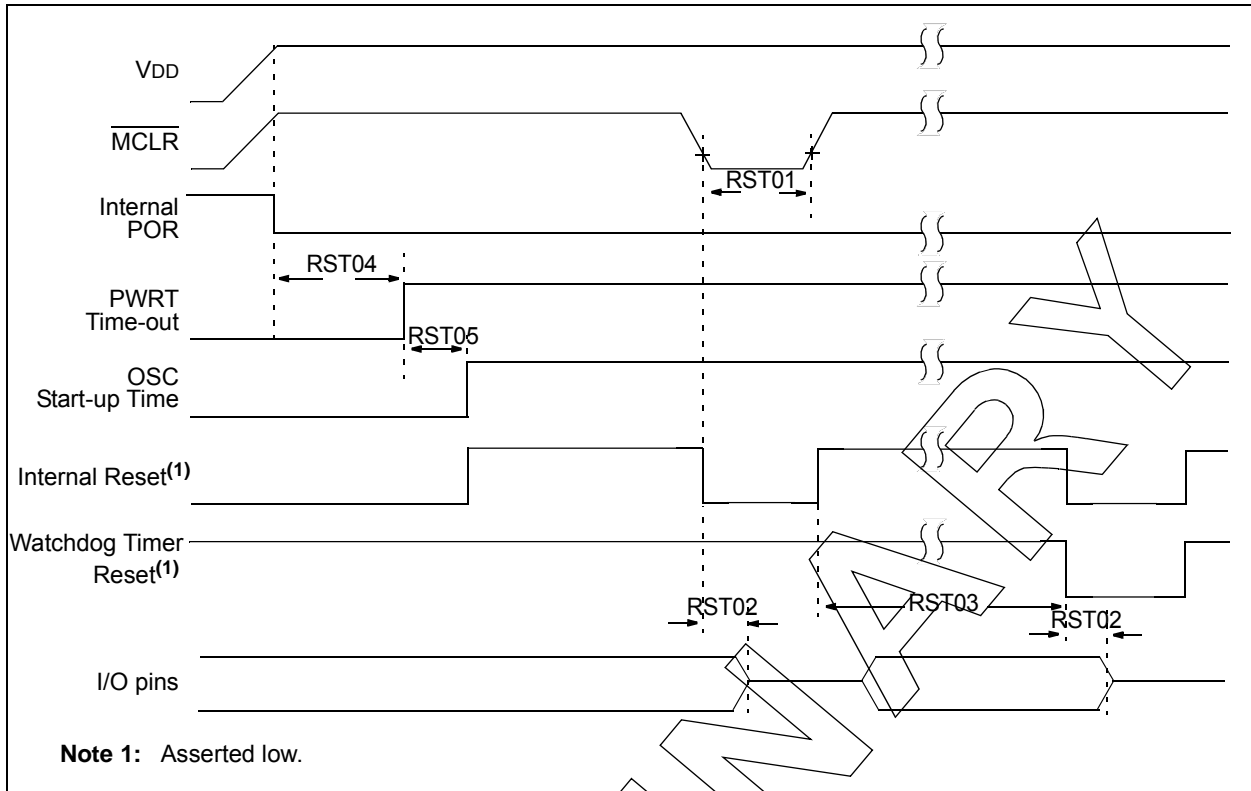 VDD
MCLR
RST01
Internal
POR
RST04
PWRT
Time-out
RST05
OSC
Start-up Time
Internal Reset(1)
Watchdog Timer
Reset(1)
RST02
RST03
RST02
I/O pins
Note 1: Asserted low.
N A R Y